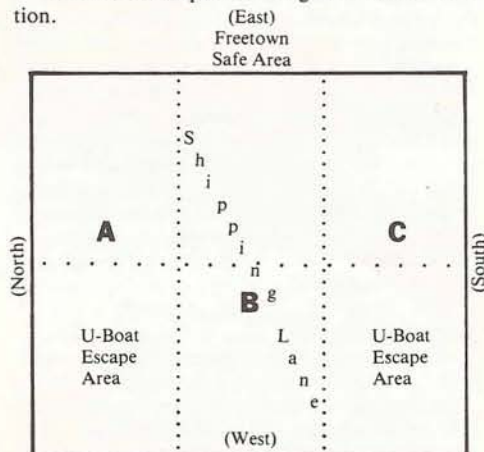 tion.
(East)
Freetown
Safe Area
Shipping Lane
A
B
C
(North)
(South)
U-Boat
Escape
Area
U-Boat
Escape
Area
(West)